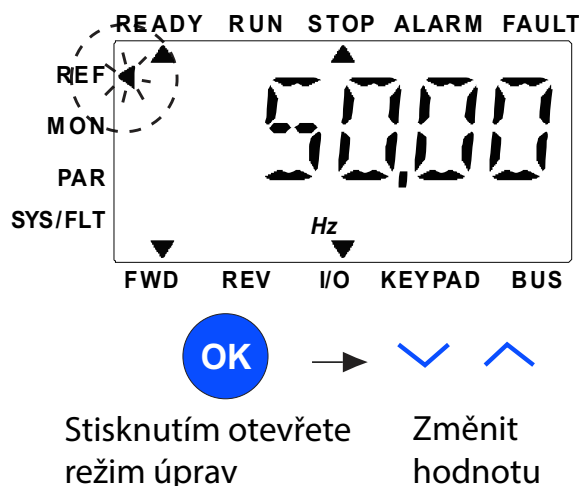 READY RUN STOP ALARM FAULT
REF
50,00
MON
PAR
SYS/FLT
Hz
FWD REV I/O KEYPAD BUS
OK
Stisknutím otevřete
režim úprav
Změnit
hodnotu